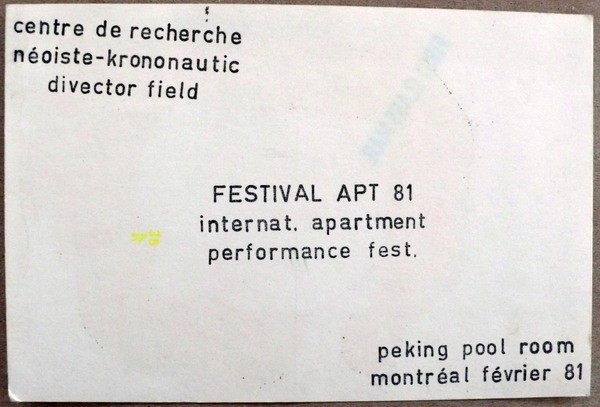 centre de recherche
néoiste-krononautic
divector field
FESTIVAL APT 81
internat. apartment
performance fest.
peking pool room
montréal février 81